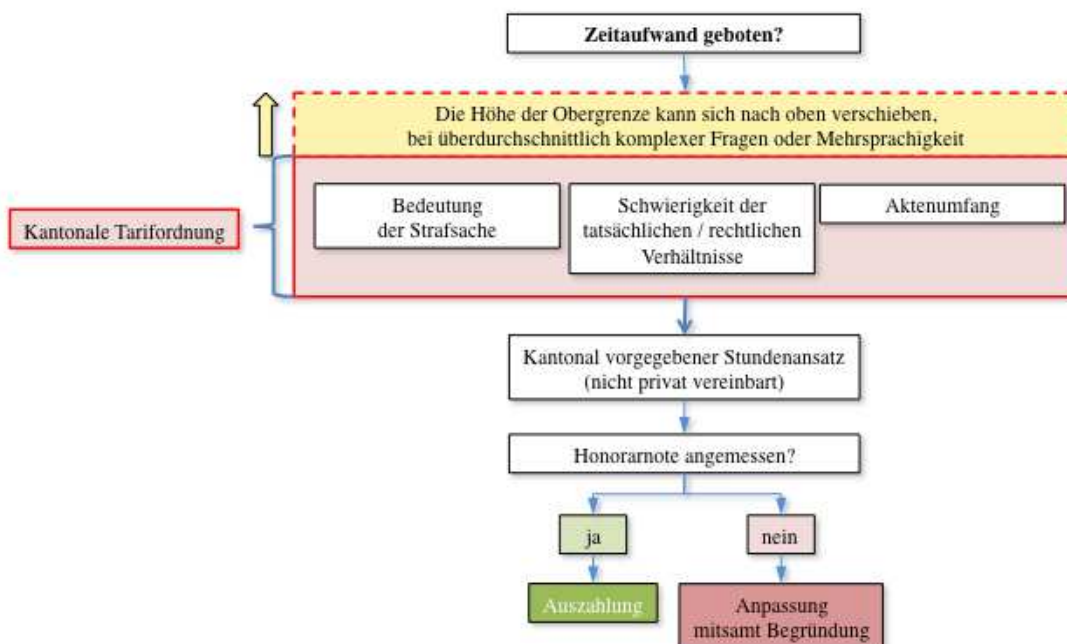 Zeitaufwand geboten?
Die Höhe der Obergrenze kann sich nach oben verschieben,
bei überdurchschnittlich komplexer Fragen oder Mehrsprachigkeit
Kantonale Tarifordnung
Bedeutung
der Strafsache
Schwierigkeit der
tatsächlichen / rechtlichen
Verhältnisse
Aktenumfang
Kantonal vorgegebener Stundenansatz
(nicht privat vereinbart)
Honorarnote angemessen?
ja
nein
Auszahlung
Anpassung
mitsamt Begründung